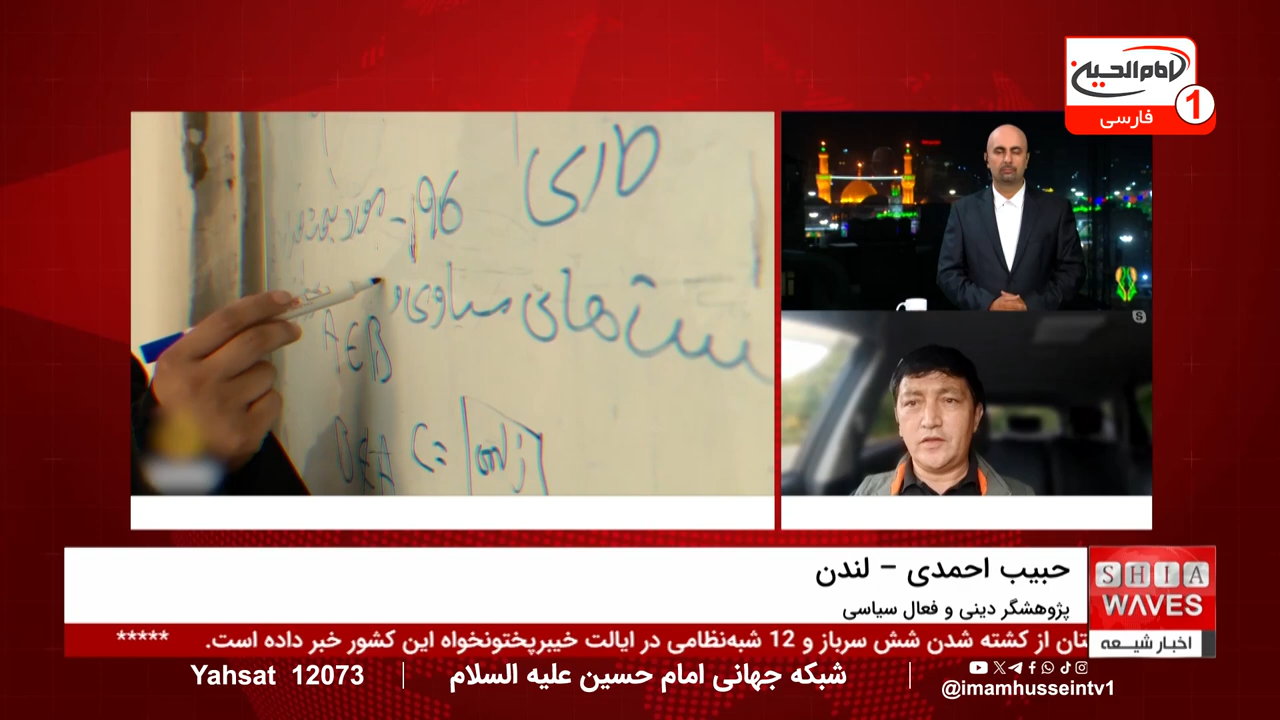 امام الحسین
1
فارسی
طاری
196-
ست‌های مساوی و
AEB
حبیب احمدی – لندن
پژوهشگر دینی و فعال سیاسی
SHIA
WAVES
اخبار شیعه
تان از کشته شدن شش سرباز و 12 شبه‌نظامی در ایالت خیبرپختونخواه این کشور خبر داده است. *****
@imamhusseintv1
شبکه جهانی امام حسین علیه السلام
Yahsat 12073